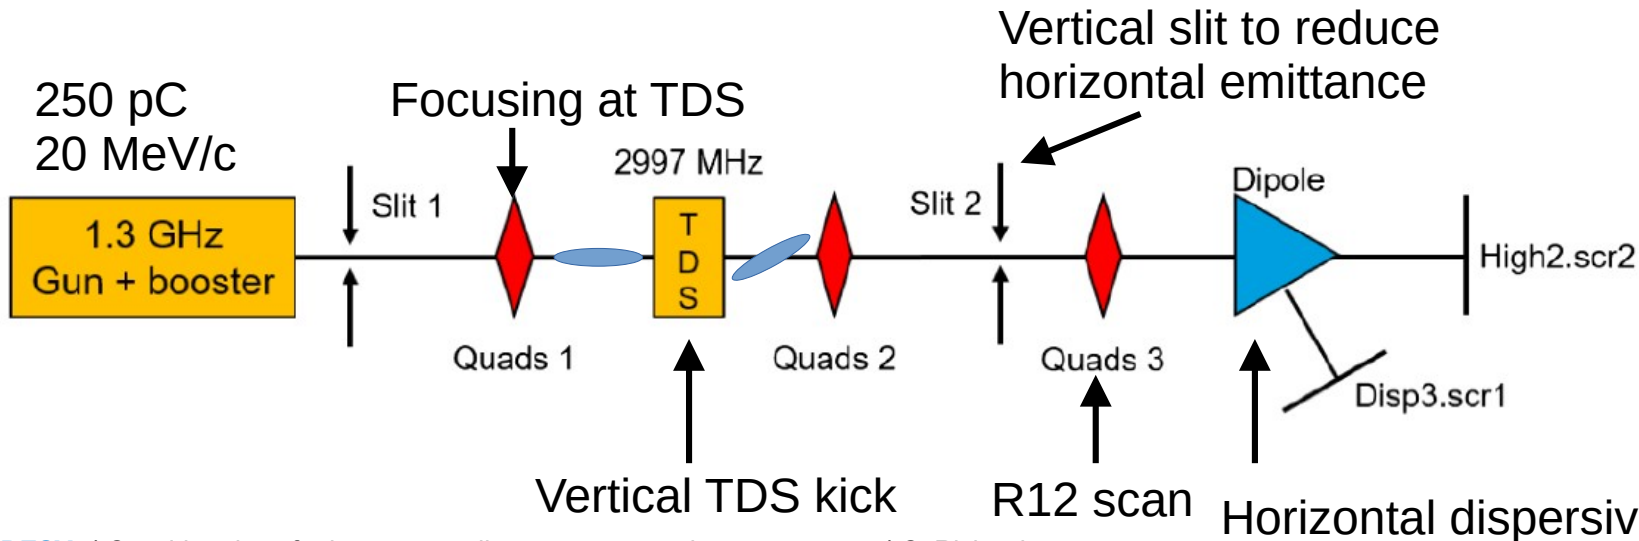 Vertical slit to reduce
horizontal emittance
250 pC
20 MeV/c
Focusing at TDS
2997 MHz
Slit 1
Slit 2
Dipole
1.3 GHz
Gun + booster
T
D
S
High2.scr2
Quads 1
Quads 2
Quads 3
Disp3.scr1
Vertical TDS kick
R12 scan
Horizontal dispersiv